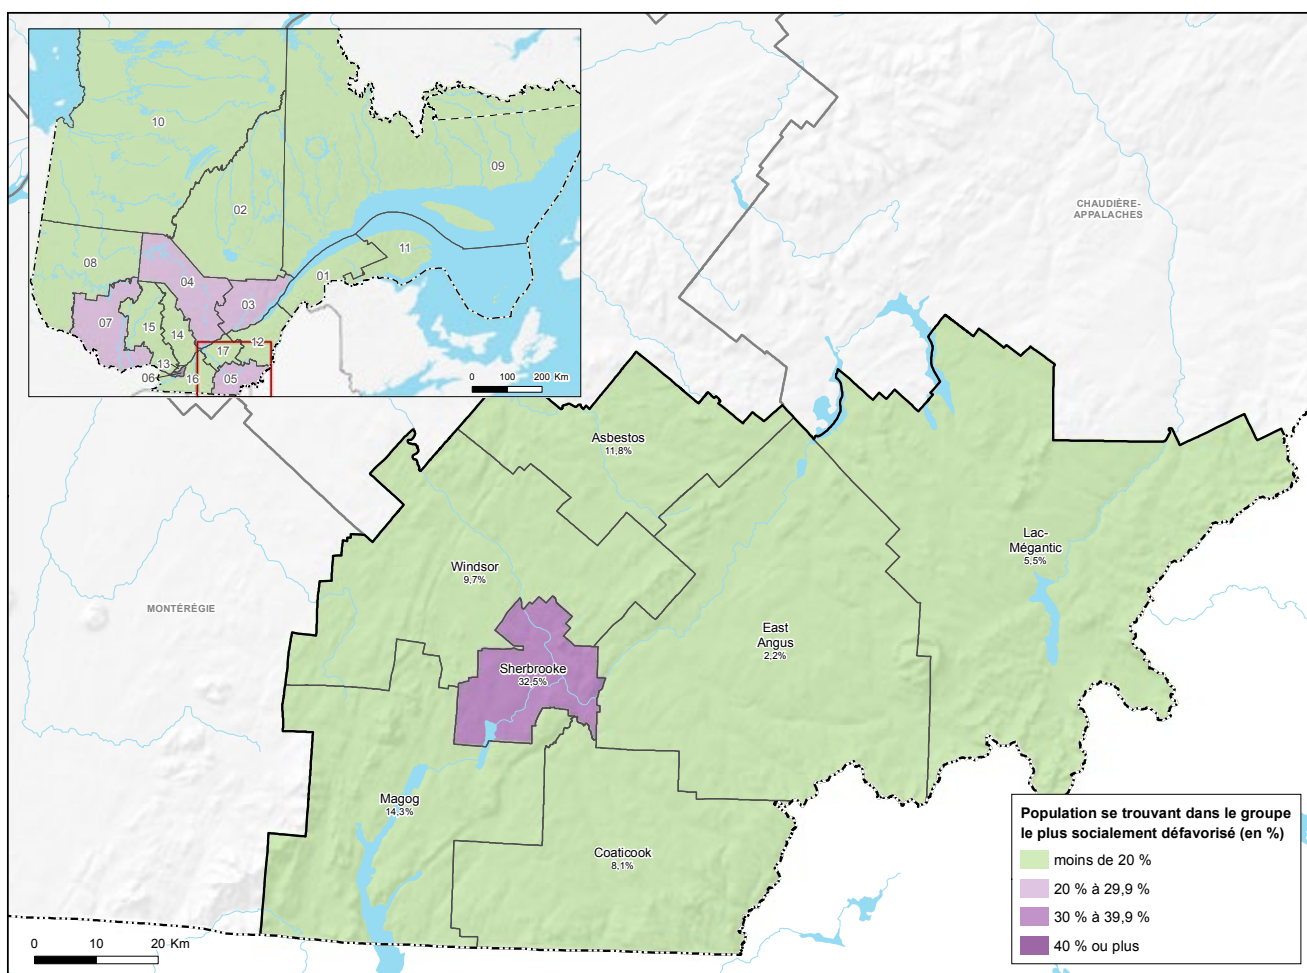 10
09
02
11
01
08
04
03
07
15
14
12
17
13
06
16
05
0 100 200 Km
CHAUDIÈRE-
APPALACHES
Asbestos
11,8%
Lac-
Mégantic
5,5%
Windsor
9,7%
MONTÉRÉGIE
East
Angus
2,2%
Sherbrooke
32,5%
Magog
14,3%
Coaticook
8,1%
Population se trouvant dans le groupe
le plus socialement défavorisé (en %)
moins de 20 %
20 % à 29,9 %
30 % à 39,9 %
40 % ou plus
0 10 20 Km